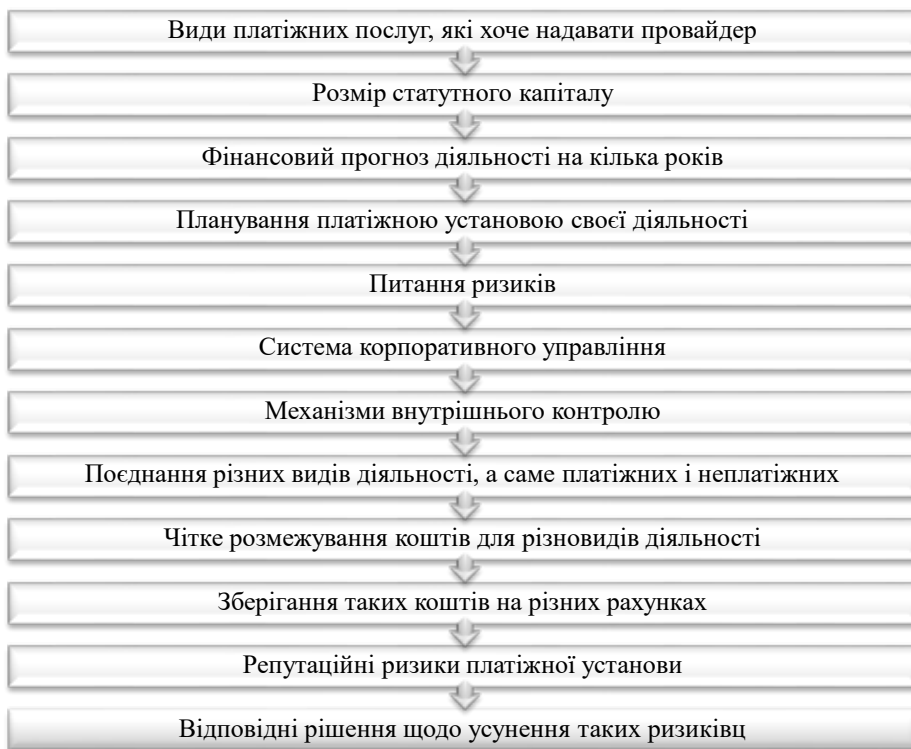 Види платіжних послуг, які хоче надавати провайдер
Розмір статутного капіталу
Фінансовий прогноз діяльності на кілька років
Планування платіжною установою своєї діяльності
Питання ризиків
Система корпоративного управління
Механізми внутрішнього контролю
Поєднання різних видів діяльності, а саме платіжних і неплатіжних
Чітке розмежування коштів для різновидів діяльності
Зберігання таких коштів на різних рахунках
Репутаційні ризики платіжної установи
Відповідні рішення щодо усунення таких ризиківц